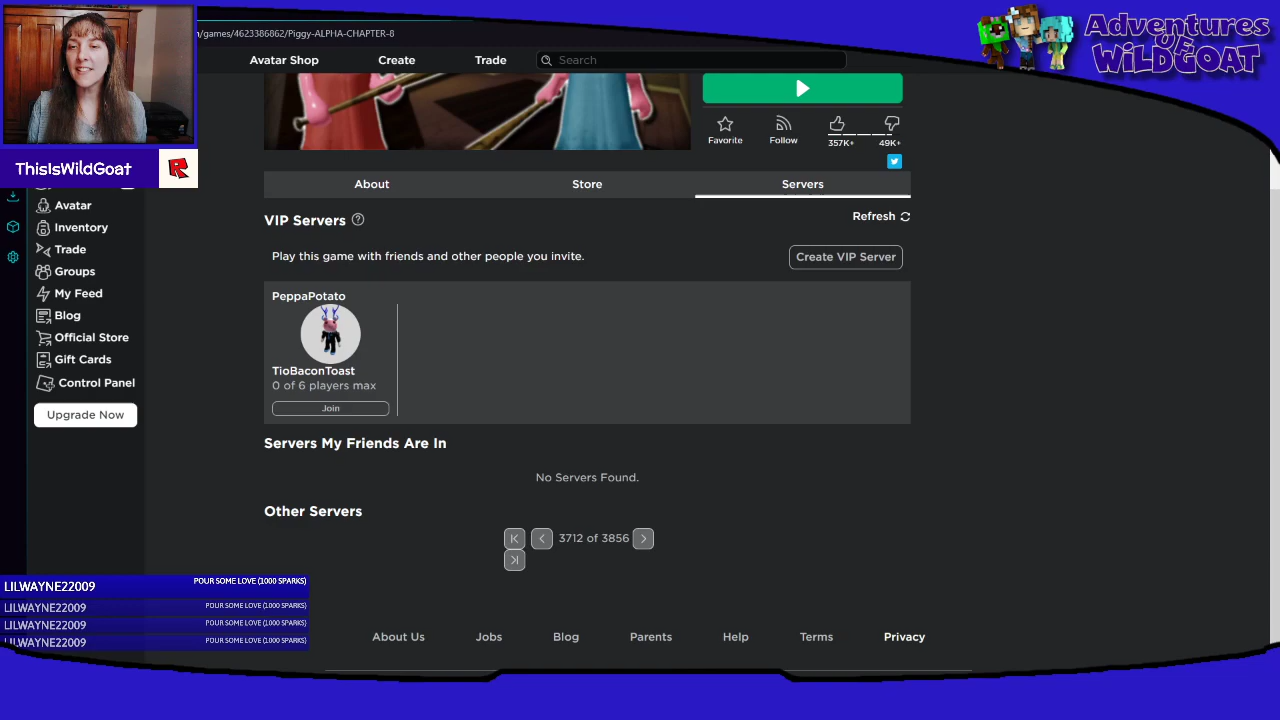 n/games/4623386862/Piggy-ALPHA-CHAPTER-8
Adventures
OF
WiLDGOAT
Avatar Shop
Create
Trade
Search
Favorite
Follow
357K+
49K+
ThisIsWildGoat
About
Store
Servers
Avatar
Inventory
Trade
Groups
My Feed
Blog
Official Store
Gift Cards
Control Panel
Upgrade Now
VIP Servers
Refresh
Play this game with friends and other people you invite.
Create VIP Server
PeppaPotato
TioBaconToast
0 of 6 players max
Join
Servers My Friends Are In
No Servers Found.
Other Servers
3712 of 3856
LILWAYNE22009 POUR SOME LOVE (1000 SPARKS)
LILWAYNE22009 POUR SOME LOVE (1000 SPARKS)
LILWAYNE22009 POUR SOME LOVE (1000 SPARKS)
LILWAYNE22009 POUR SOME LOVE (1000 SPARKS)
About Us
Jobs
Blog
Parents
Help
Terms
Privacy